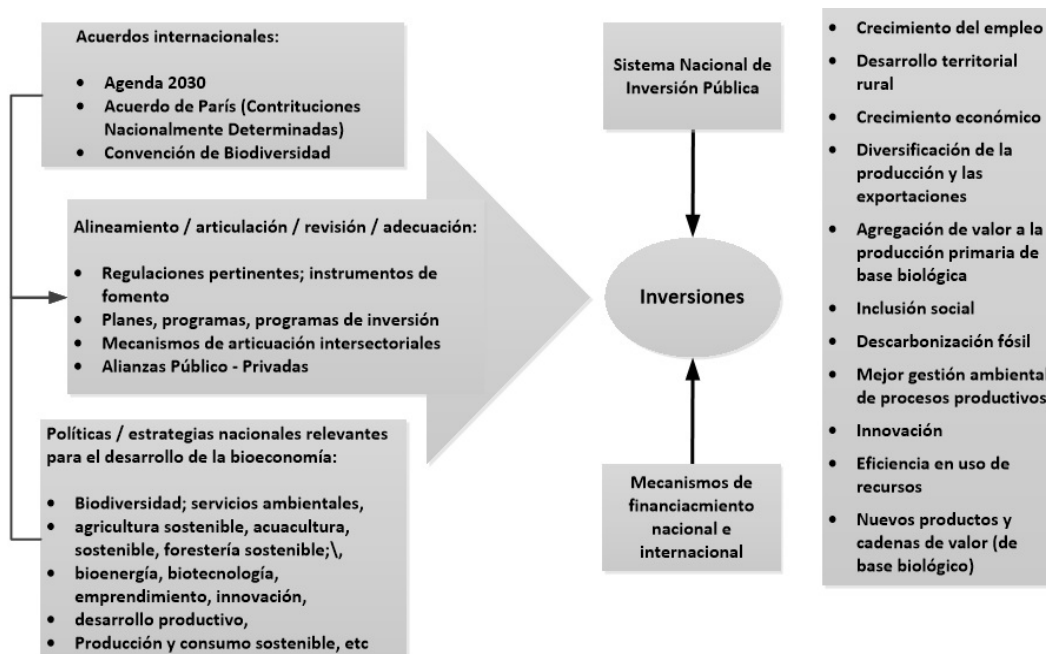 Acuerdos internacionales:
• Agenda 2030
• Acuerdo de París (Contrituciones
Nacionalmente Determinadas)
• Convención de Biodiversidad
Alineamiento / articulación / revisión / adecuación:
• Regulaciones pertinentes; instrumentos de
fomento
• Planes, programas, programas de inversión
• Mecanismos de articuación intersectoriales
• Alianzas Público - Privadas
Políticas / estrategias nacionales relevantes
para el desarrollo de la bioeconomía:
• Biodiversidad; servicios ambientales,
• agricultura sostenible, acuacultura,
sostenible, forestería sostenible;\,
• bioenergía, biotecnología,
emprendimiento, innovación,
• desarrollo productivo,
• Producción y consumo sostenible, etc
Sistema Nacional de
Inversión Pública
Inversiones
Mecanismos de
financiacmiento
nacional e
internacional
• Crecimiento del empleo
• Desarrollo territorial
rural
• Crecimiento económico
• Diversificación de la
producción y las
exportaciones
• Agregación de valor a la
producción primaria de
base biológica
• Inclusión social
• Descarbonización fósil
• Mejor gestión ambiental
de procesos productivos
• Innovación
• Eficiencia en uso de
recursos
• Nuevos productos y
cadenas de valor (de
base biológico)